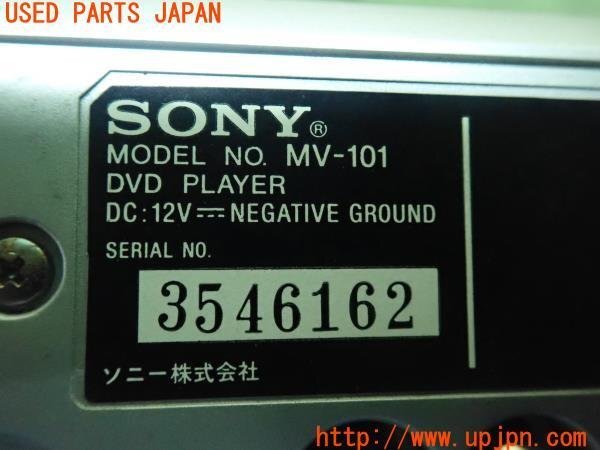 USED PARTS JAPAN
SONY®
MODEL NO. MV-101
DVD PLAYER
DC:12V⎓NEGATIVE GROUND
SERIAL NO.
3546162
ソニー株式会社
http://www.upjpn.com/